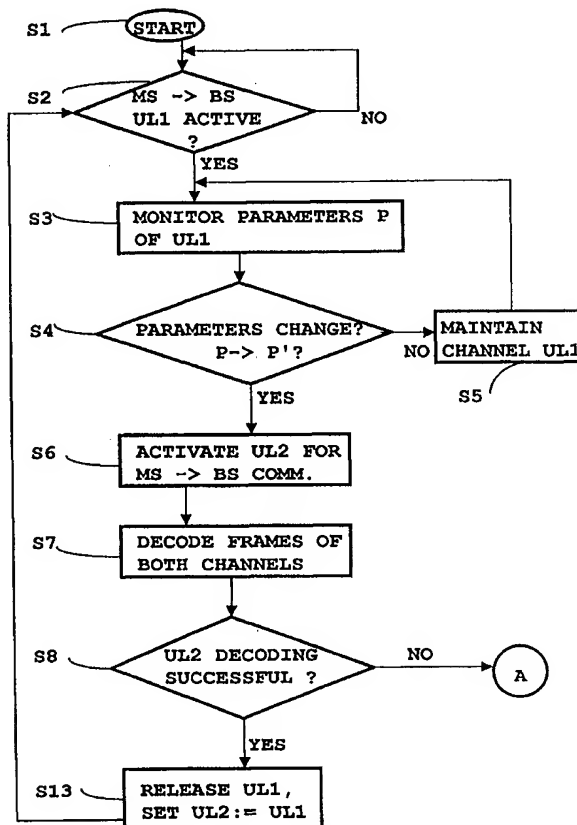 S1
START
S2
MS -> BS
UL1 ACTIVE
?
NO
YES
S3
MONITOR PARAMETERS P
OF UL1
S4
PARAMETERS CHANGE?
P-> P'?
NO
MAINTAIN
CHANNEL UL1
S5
YES
S6
ACTIVATE UL2 FOR
MS -> BS COMM.
S7
DECODE FRAMES OF
BOTH CHANNELS
S8
UL2 DECODING
SUCCESSFUL ?
NO
A
YES
S13
RELEASE UL1,
SET UL2:= UL1